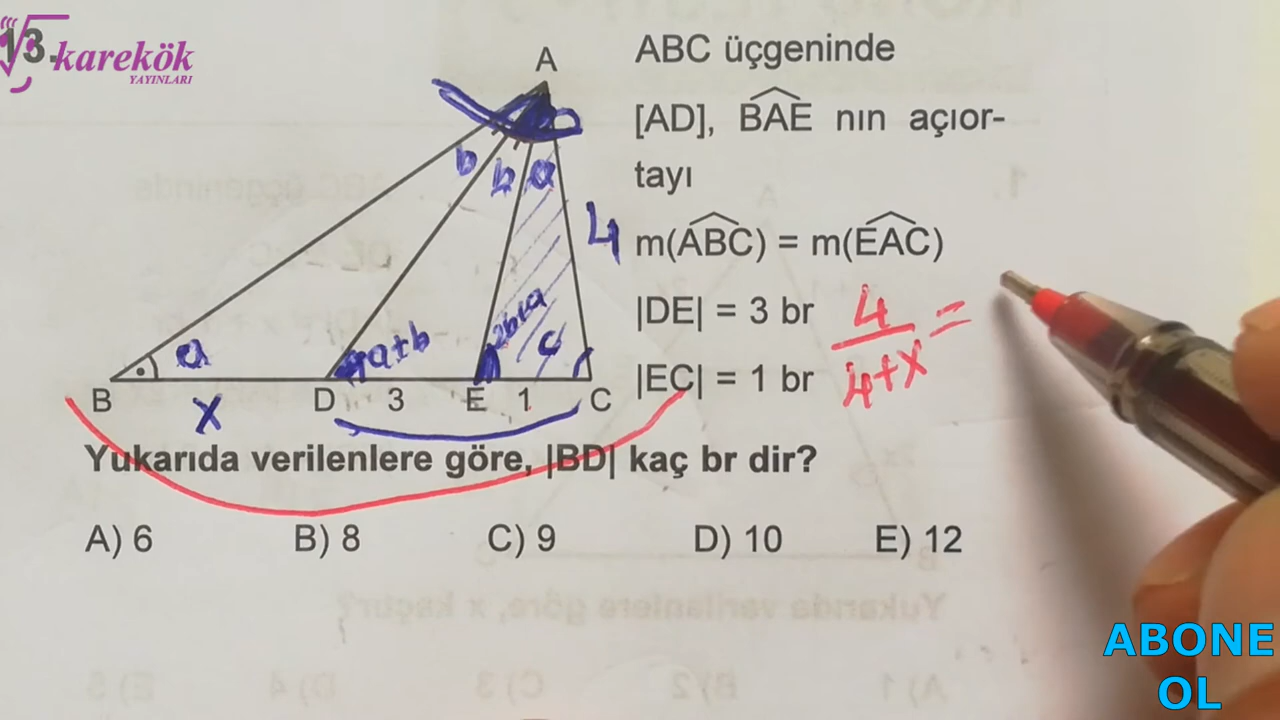 13.
karekök
YAYINLARI
A
ABC üçgeninde
[AD], BAE nın açıor-
tayı
m(ABC) = m(EAC)
|DE| = 3 br
|EC| = 1 br
4
4+x
=
b
b
a
4
a
a+b
2b+a
c
B
D
3
E
1
C
x
Yukarıda verilenlere göre, |BD| kaç br dir?
A) 6 B) 8 C) 9 D) 10 E) 12
ABONE
OL